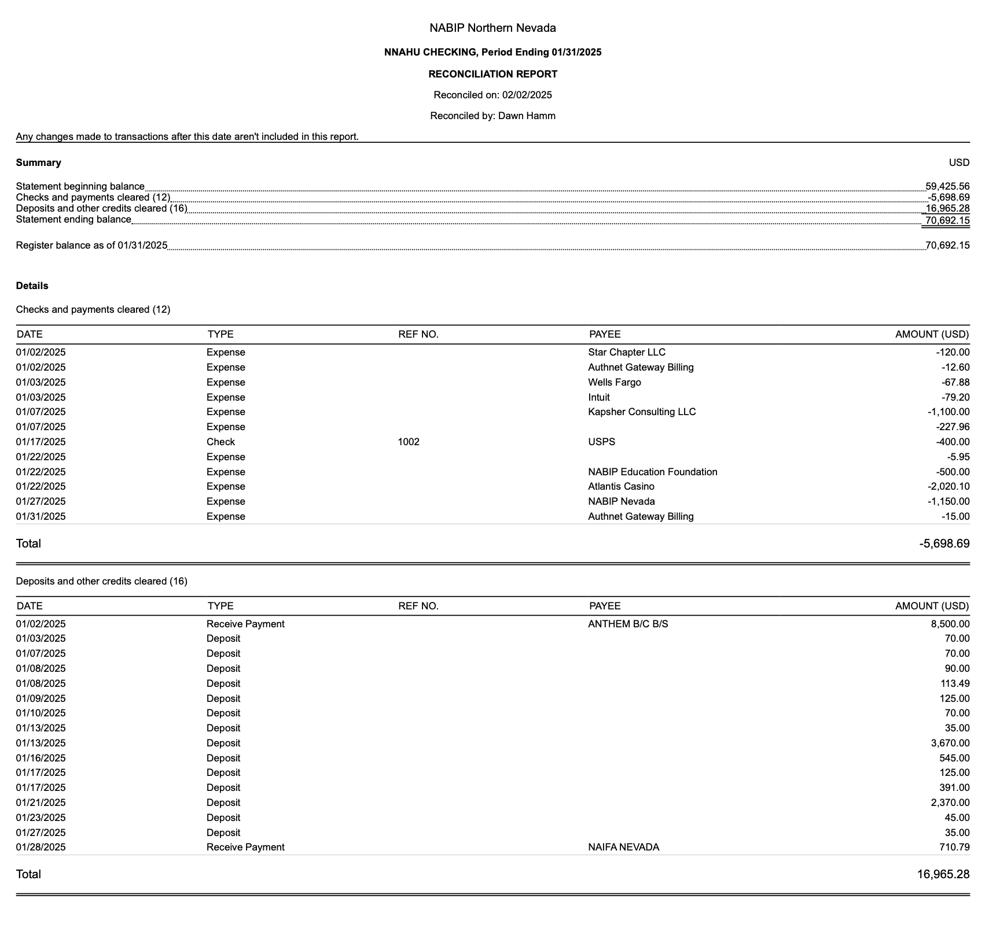 NABIP Northern Nevada
NNAHU CHECKING, Period Ending 01/31/2025
RECONCILIATION REPORT
Reconciled on: 02/02/2025
Reconciled by: Dawn Hamm
Any changes made to transactions after this date aren't included in this report.
Summary USD
Statement beginning balance 59,425.56
Checks and payments cleared (12) -5,698.69
Deposits and other credits cleared (16) 16,965.28
Statement ending balance 70,692.15
Register balance as of 01/31/2025 70,692.15
Details
Checks and payments cleared (12)
DATE TYPE REF NO. PAYEE AMOUNT (USD)
01/02/2025 Expense Star Chapter LLC -120.00
01/02/2025 Expense Authnet Gateway Billing -12.60
01/03/2025 Expense Wells Fargo -67.88
01/03/2025 Expense Intuit -79.20
01/07/2025 Expense Kapsher Consulting LLC -1,100.00
01/07/2025 Expense -227.96
01/17/2025 Check 1002 USPS -400.00
01/22/2025 Expense -5.95
01/22/2025 Expense NABIP Education Foundation -500.00
01/22/2025 Expense Atlantis Casino -2,020.10
01/27/2025 Expense NABIP Nevada -1,150.00
01/31/2025 Expense Authnet Gateway Billing -15.00
Total -5,698.69
Deposits and other credits cleared (16)
DATE TYPE REF NO. PAYEE AMOUNT (USD)
01/02/2025 Receive Payment ANTHEM B/C B/S 8,500.00
01/03/2025 Deposit 70.00
01/07/2025 Deposit 70.00
01/08/2025 Deposit 90.00
01/08/2025 Deposit 113.49
01/09/2025 Deposit 125.00
01/10/2025 Deposit 70.00
01/13/2025 Deposit 35.00
01/13/2025 Deposit 3,670.00
01/16/2025 Deposit 545.00
01/17/2025 Deposit 125.00
01/17/2025 Deposit 391.00
01/21/2025 Deposit 2,370.00
01/23/2025 Deposit 45.00
01/27/2025 Deposit 35.00
01/28/2025 Receive Payment NAIFA NEVADA 710.79
Total 16,965.28